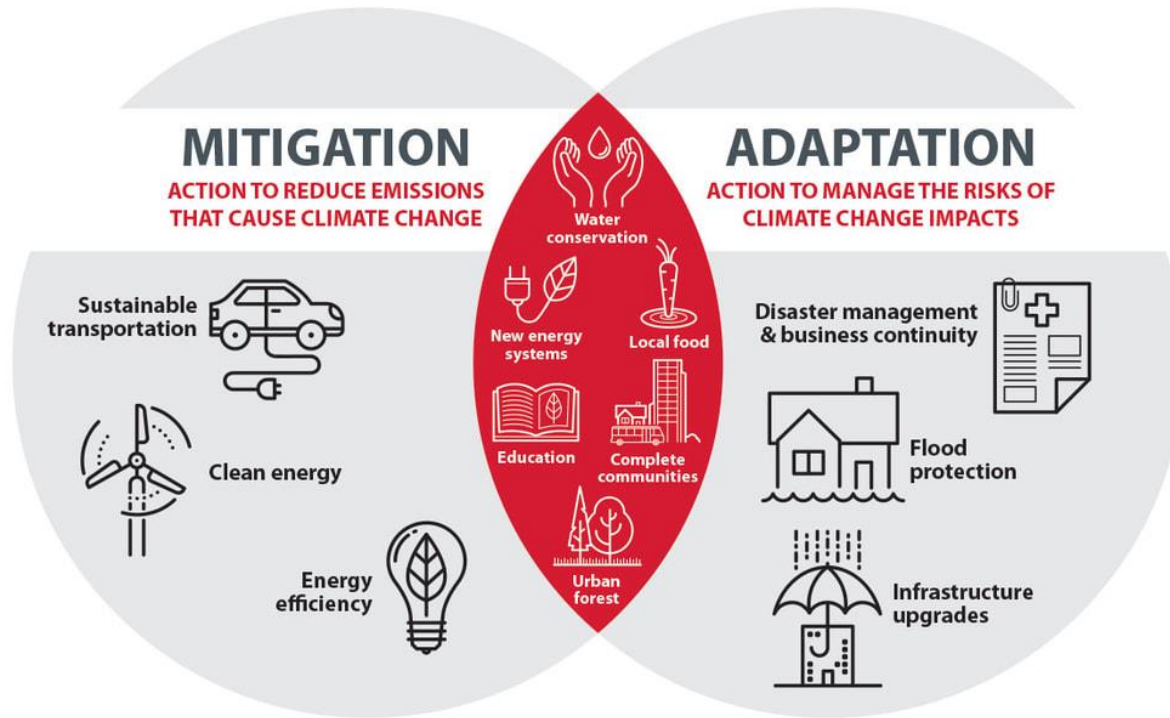 MITIGATION
ACTION TO REDUCE EMISSIONS
THAT CAUSE CLIMATE CHANGE
Sustainable
transportation
Clean energy
Energy
efficiency
Water
conservation
New energy
systems
Local food
Education
Complete
communities
Urban
forest
ADAPTATION
ACTION TO MANAGE THE RISKS OF
CLIMATE CHANGE IMPACTS
Disaster management
& business continuity
Flood
protection
Infrastructure
upgrades